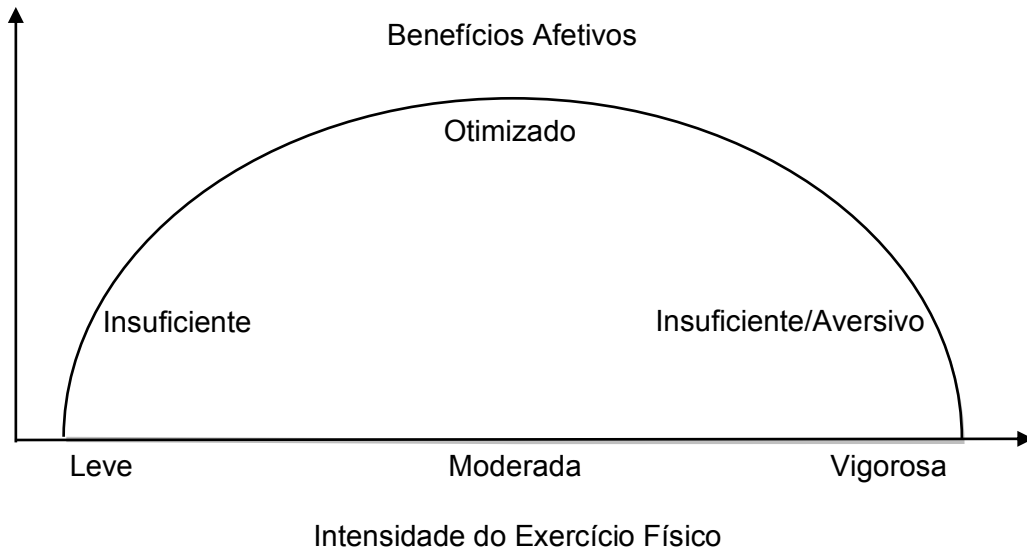 Benefícios Afetivos
Otimizado
Insuficiente
Insuficiente/Aversivo
Leve
Moderada
Vigorosa
Intensidade do Exercício Físico